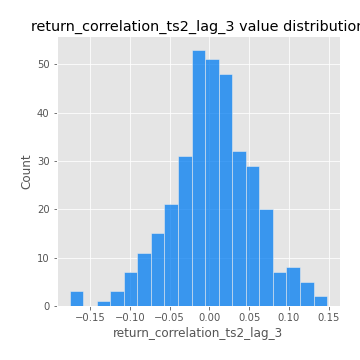 return_correlation_ts2_lag_3 value distribution
50
40
30
20
10
0
Count
−0.15 −0.10 −0.05 0.00 0.05 0.10 0.15
return_correlation_ts2_lag_3